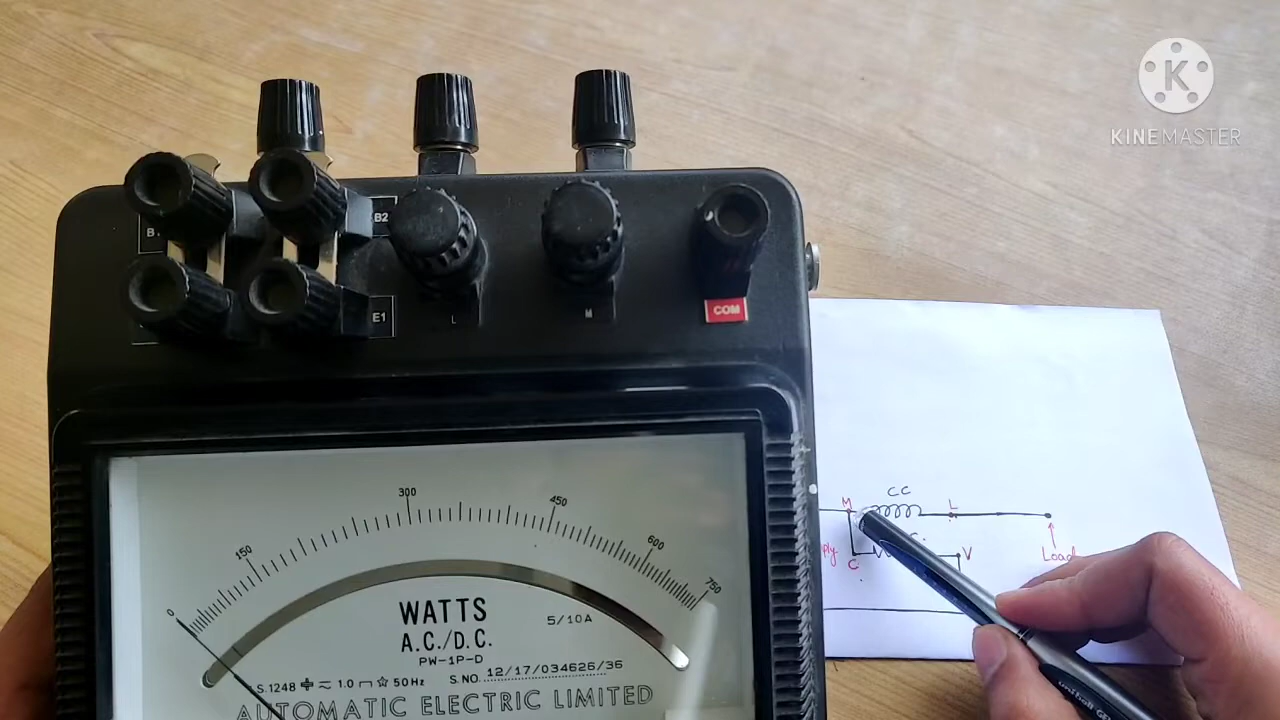 K
KINEMASTER
B2
E1
L
M
COM
0
150
300
450
600
750
WATTS
A.C./D.C.
5/10A
PW-1P-D
S.1248 1.0 50Hz
S.NO. 12/17/034626/36
AUTOMATIC ELECTRIC LIMITED
M
CC
L
C
V
Load